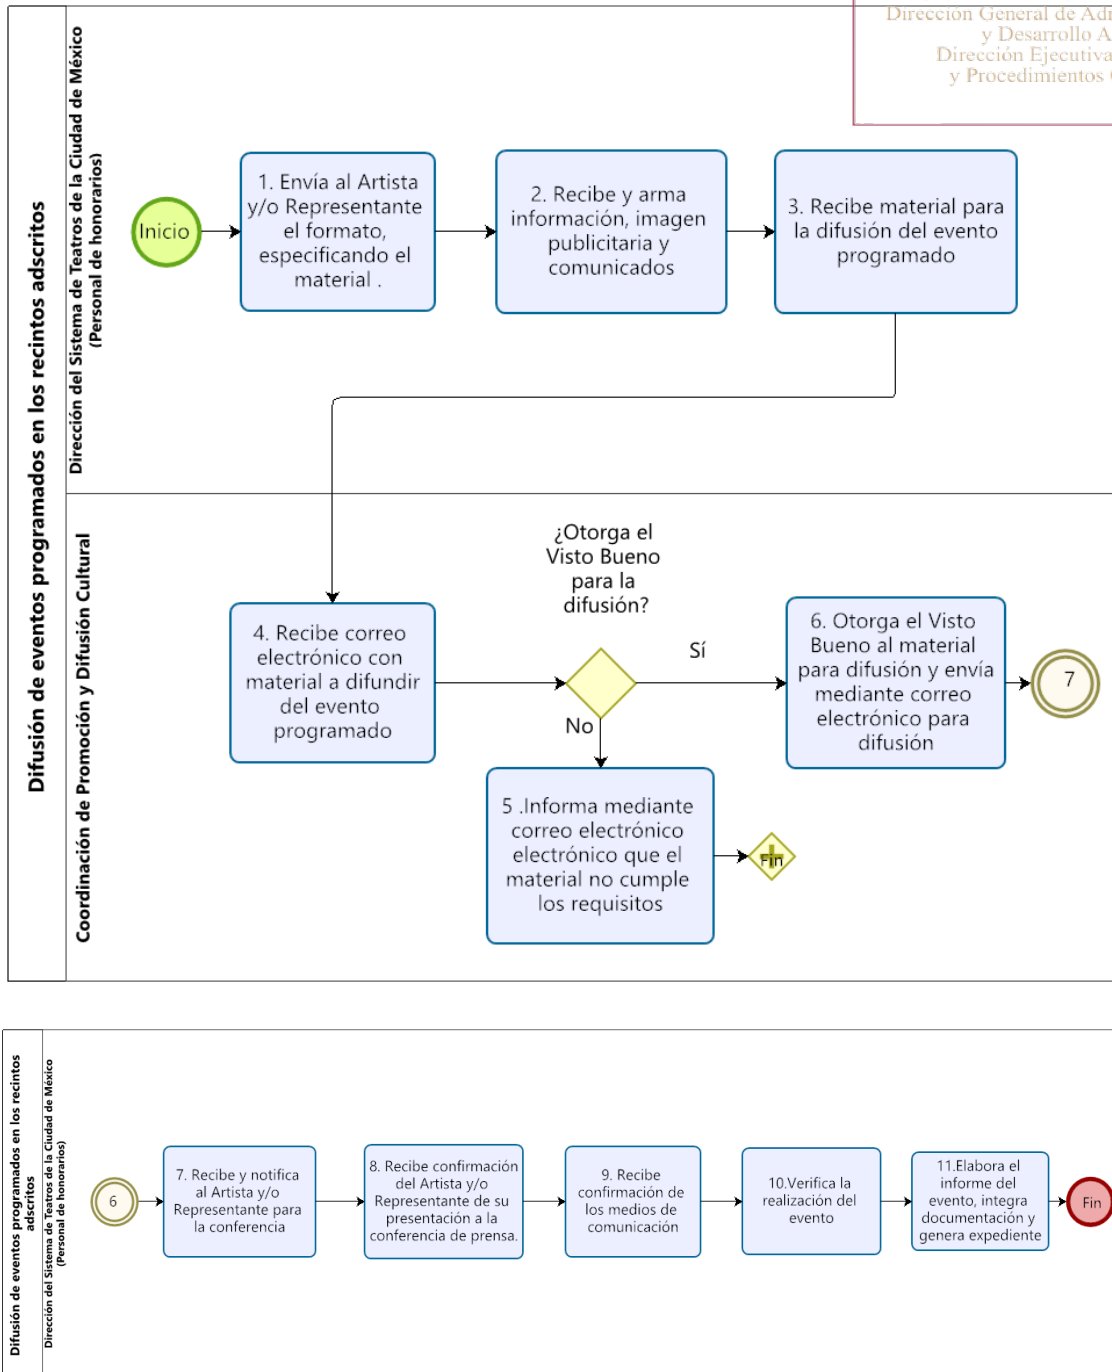 Dirección General de
y Desarrollo
Dirección Ejecutiva
y Procedimientos
Difusión de eventos programados en los recintos adscritos
Dirección del Sistema de Teatros de la Ciudad de México
(Personal de honorarios)
Inicio
1. Envía al Artista
y/o Representante
el formato,
especificando el
material .
2. Recibe y arma
información, imagen
publicitaria y
comunicados
3. Recibe material para
la difusión del evento
programado
Coordinación de Promoción y Difusión Cultural
4. Recibe correo
electrónico con
material a difundir
del evento
programado
¿Otorga el
Visto Bueno
para la
difusión?
Sí
No
6. Otorga el Visto
Bueno al material
para difusión y envía
mediante correo
electrónico para
difusión
7
5 .Informa mediante
correo electrónico
electrónico que el
material no cumple
los requisitos
Fin
Difusión de eventos programados en los recintos
adscritos
Dirección del Sistema de Teatros de la Ciudad de México
(Personal de honorarios)
6
7. Recibe y notifica
al Artista y/o
Representante para
la conferencia
8. Recibe confirmación
del Artista y/o
Representante de su
presentación a la
conferencia de prensa.
9. Recibe
confirmación de
los medios de
comunicación
10.Verifica la
realización del
evento
11.Elabora el
informe del
evento, integra
documentación y
genera expediente
Fin